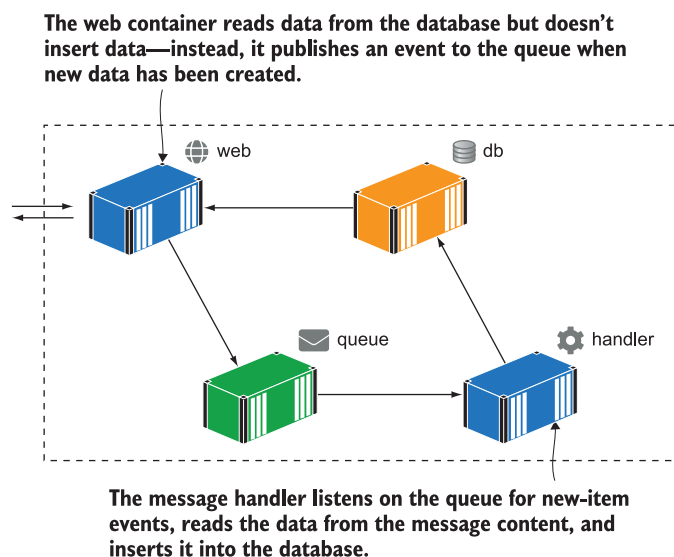 The web container reads data from the database but doesn't
insert data—instead, it publishes an event to the queue when
new data has been created.
web
db
queue
handler
The message handler listens on the queue for new-item
events, reads the data from the message content, and
inserts it into the database.